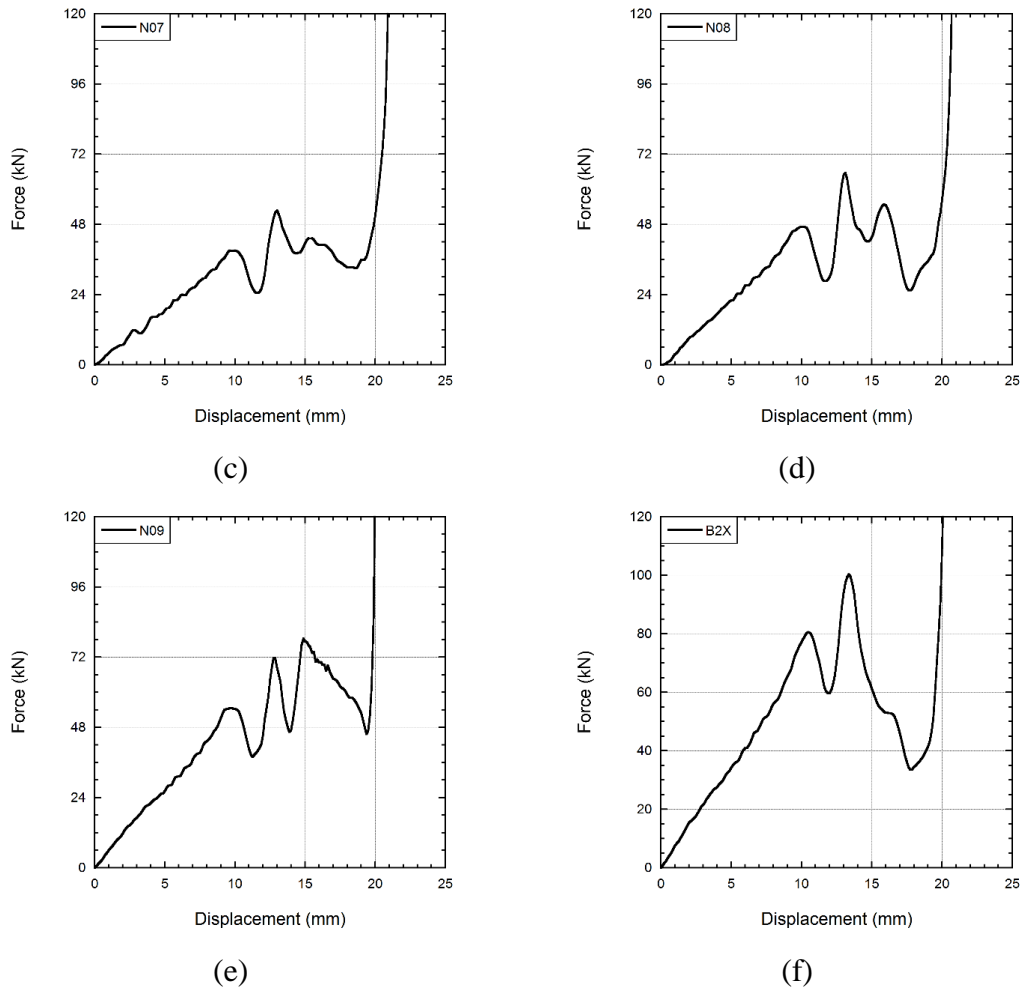 N07
120
96
72
48
24
0
Force (kN)
0 5 10 15 20 25
Displacement (mm)
(c)
N08
120
96
72
48
24
0
Force (kN)
0 5 10 15 20 25
Displacement (mm)
(d)
N09
120
96
72
48
24
0
Force (kN)
0 5 10 15 20 25
Displacement (mm)
(e)
B2X
120
100
80
60
40
20
0
Force (kN)
0 5 10 15 20 25
Displacement (mm)
(f)